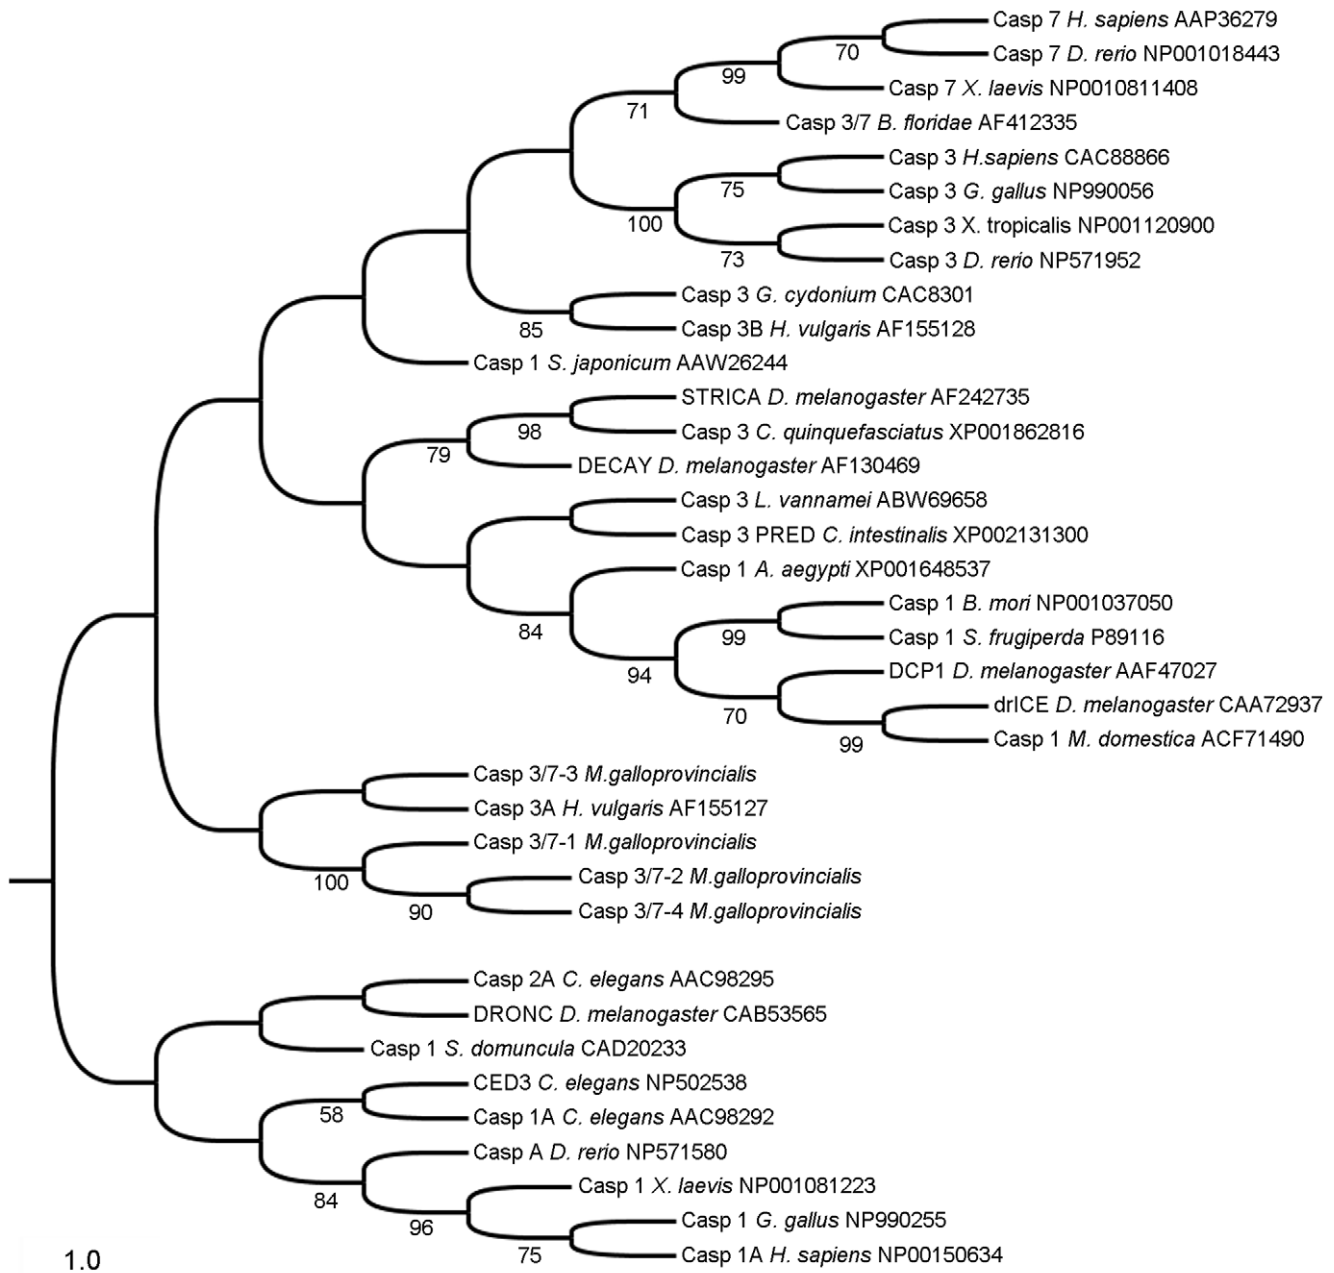 Casp 7 H. sapiens AAP36279
70
Casp 7 D. rerio NP001018443
99
Casp 7 X. laevis NP0010811408
71
Casp 3/7 B. floridae AF412335
Casp 3 H.sapiens CAC88866
75
Casp 3 G. gallus NP990056
100
Casp 3 X. tropicalis NP001120900
73
Casp 3 D. rerio NP571952
Casp 3 G. cydonium CAC8301
85
Casp 3B H. vulgaris AF155128
Casp 1 S. japonicum AAW26244
STRICA D. melanogaster AF242735
98
Casp 3 C. quinquefasciatus XP001862816
79
DECAY D. melanogaster AF130469
Casp 3 L. vannamei ABW69658
Casp 3 PRED C. intestinalis XP002131300
Casp 1 A. aegypti XP001648537
Casp 1 B. mori NP001037050
84
99
Casp 1 S. frugiperda P89116
94
DCP1 D. melanogaster AAF47027
70
drICE D. melanogaster CAA72937
99
Casp 1 M. domestica ACF71490
Casp 3/7-3 M.galloprovincialis
Casp 3A H. vulgaris AF155127
Casp 3/7-1 M.galloprovincialis
100
Casp 3/7-2 M.galloprovincialis
90
Casp 3/7-4 M.galloprovincialis
Casp 2A C. elegans AAC98295
DRONC D. melanogaster CAB53565
Casp 1 S. domuncula CAD20233
CED3 C. elegans NP502538
58
Casp 1A C. elegans AAC98292
Casp A D. rerio NP571580
84
Casp 1 X. laevis NP001081223
96
Casp 1 G. gallus NP990255
75
Casp 1A H. sapiens NP00150634
1.0